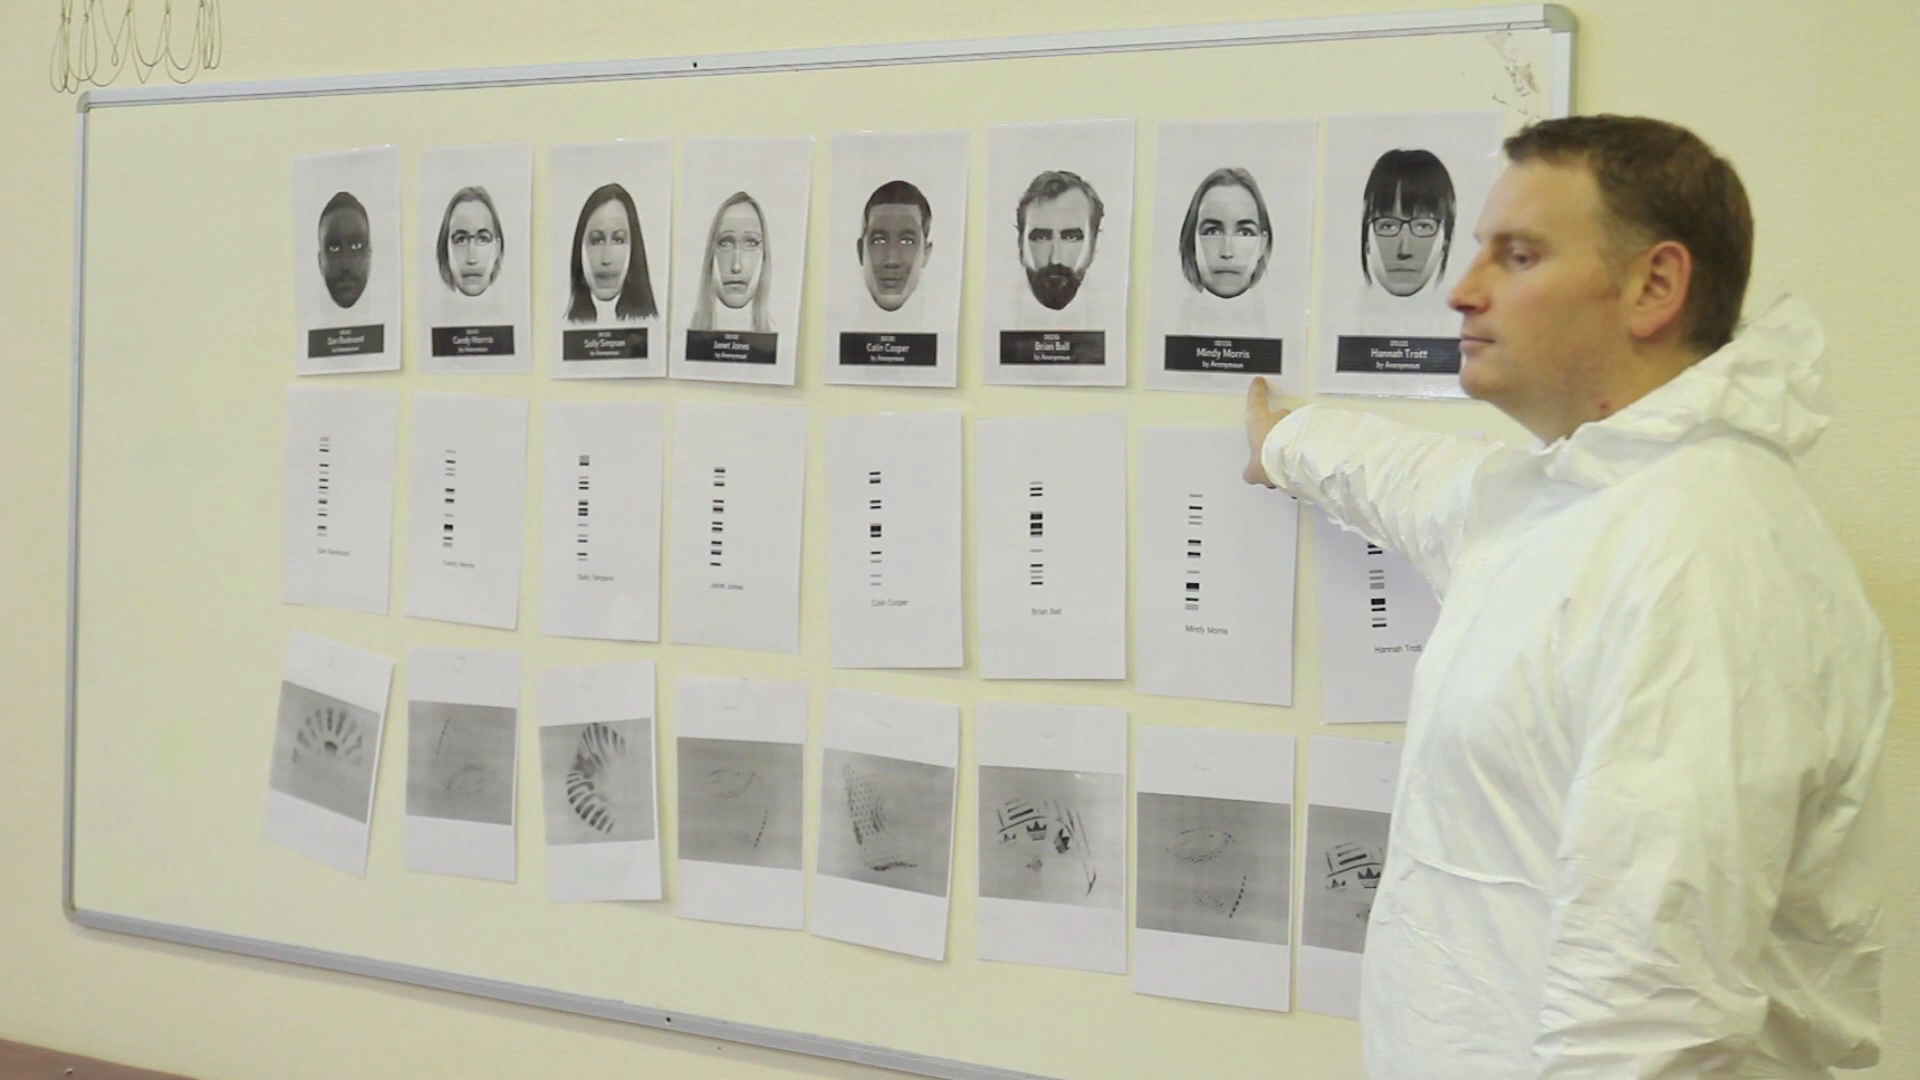 Dan Redmond
by Anonymous
Candy Morris
by Anonymous
Sally Simpson
by Anonymous
Janet Jones
by Anonymous
Colin Cooper
by Anonymous
Brian Ball
by Anonymous
Mindy Morris
by Anonymous
Hannah Trott
by Anonymous
Dan Redmond
Candy Morris
Sally Simpson
Janet Jones
Colin Cooper
Brian Ball
Mindy Morris
Hannah Trott